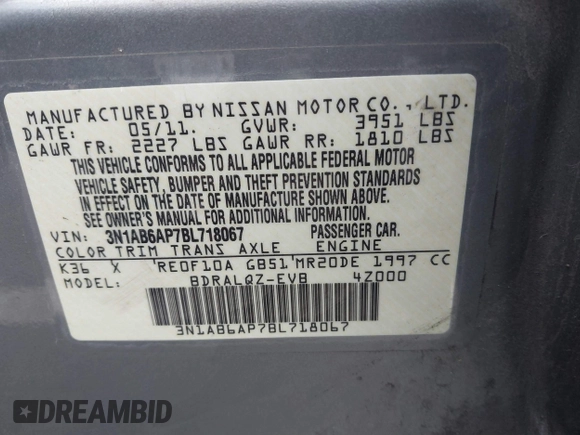 MANUFACTURED BY NISSAN MOTOR CO., LTD.
DATE: 05/11. GVWR: 3951 LBS
GAWR FR: 2227 LBS GAWR RR: 1810 LBS
THIS VEHICLE CONFORMS TO ALL APPLICABLE FEDERAL MOTOR
VEHICLE SAFETY, BUMPER AND THEFT PREVENTION STANDARDS
IN EFFECT ON THE DATE OF MANUFACTURE SHOWN ABOVE.
SEE OWNER'S MANUAL FOR ADDITIONAL INFORMATION.
VIN: 3N1AB6AP7BL718067 PASSENGER CAR.
COLOR TRIM TRANS AXLE ENGINE
K36 X RE0F10A GB51 MR20DE 1997 CC
MODEL: BDRALQZ-EVB 4Z000
3N1AB6AP7BL718067
DREAMBID